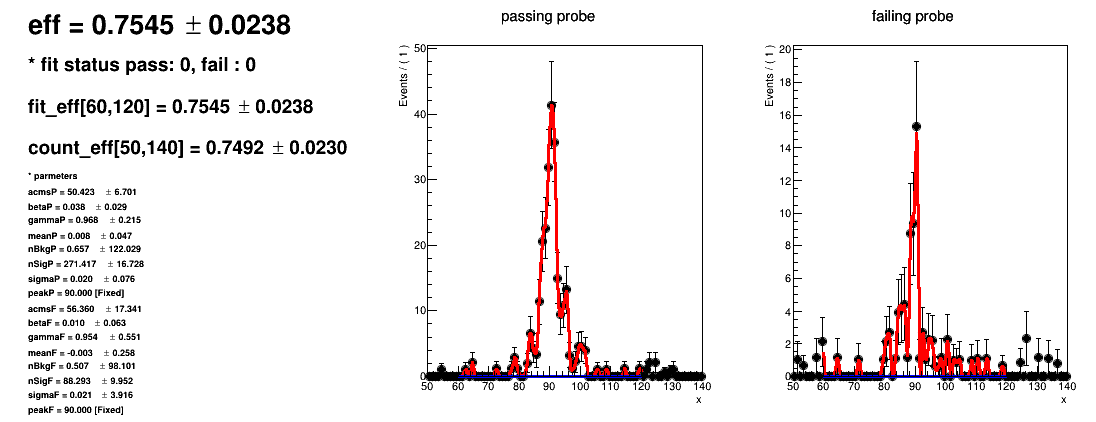 eff = 0.7545 ± 0.0238
* fit status pass: 0, fail : 0
fit_eff[60,120] = 0.7545 ± 0.0238
count_eff[50,140] = 0.7492 ± 0.0230
* parmeters
acmsP = 50.423 ± 6.701
betaP = 0.038 ± 0.029
gammaP = 0.968 ± 0.215
meanP = 0.008 ± 0.047
nBkgP = 0.657 ± 122.029
nSigP = 271.417 ± 16.728
sigmaP = 0.020 ± 0.076
peakP = 90.000 [Fixed]
acmsF = 56.360 ± 17.341
betaF = 0.010 ± 0.063
gammaF = 0.954 ± 0.551
meanF = -0.003 ± 0.258
nBkgF = 0.507 ± 98.101
nSigF = 88.293 ± 9.952
sigmaF = 0.021 ± 3.916
peakF = 90.000 [Fixed]
passing probe
Events / ( 1 )
50
40
30
20
10
0
50 60 70 80 90 100 110 120 130 140
x
failing probe
Events / ( 1 )
20
18
16
14
12
10
8
6
4
2
0
50 60 70 80 90 100 110 120 130 140
x